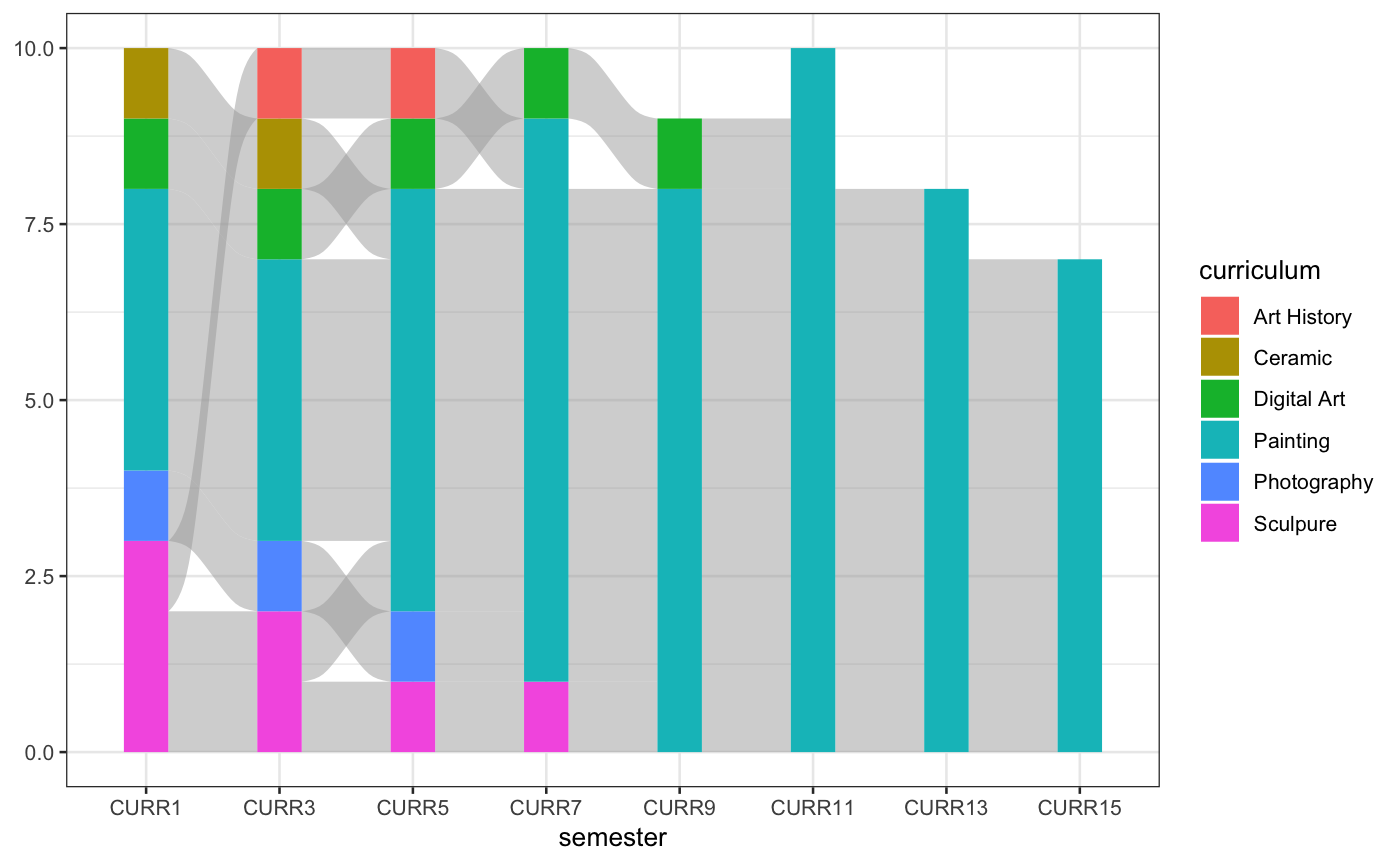 10.0
7.5
5.0
2.5
0.0
CURR1 CURR3 CURR5 CURR7 CURR9 CURR11 CURR13 CURR15
semester
curriculum
Art History
Ceramic
Digital Art
Painting
Photography
Sculpure